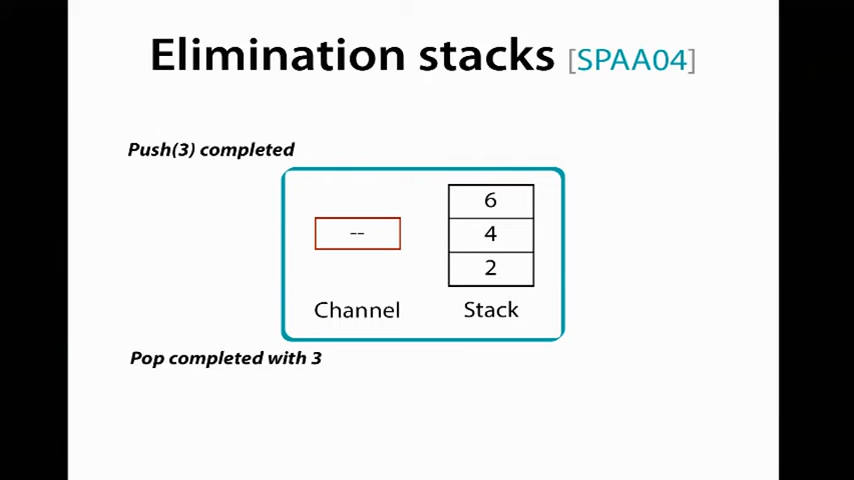 Elimination stacks [SPAA04]
Push(3) completed
6
-- 4
2
Channel Stack
Pop completed with 3